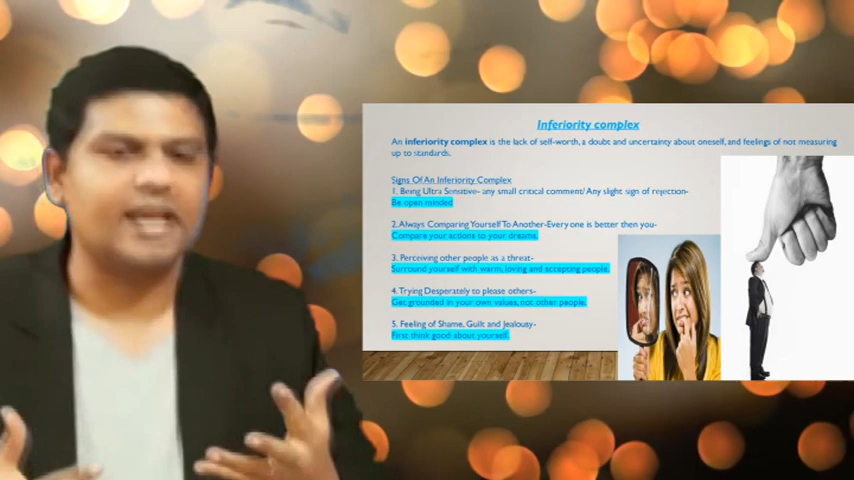 Inferiority complex
An inferiority complex is the lack of self-worth, a doubt and uncertainty about oneself, and feelings of not measuring
up to standards.
Signs Of An Inferiority Complex
1. Being Ultra Sensitive- any small critical comment/ Any slight sign of rejection-
Be open minded
2. Always Comparing Yourself To Another-Every one is better then you-
Compare your actions to your dreams.
3. Perceiving other people as a threat-
Surround yourself with warm, loving and accepting people.
4. Trying Desperately to please others-
Get grounded in your own values, not other people.
5. Feeling of Shame, Guilt and Jealousy-
First think good about yourself.